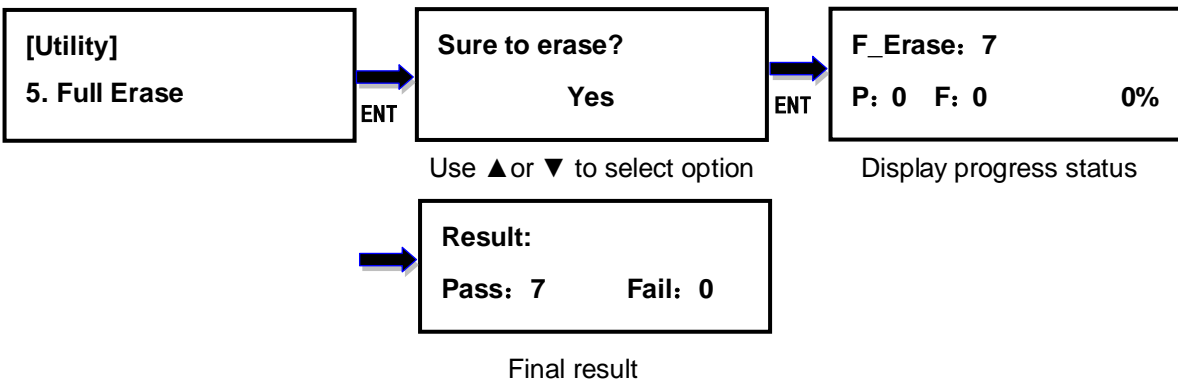 [Utility]
5. Full Erase
ENT
Sure to erase?
Yes
Use ▲or ▼ to select option
ENT
F_Erase：7
P：0 F：0 0%
Display progress status
Result:
Pass：7 Fail：0
Final result